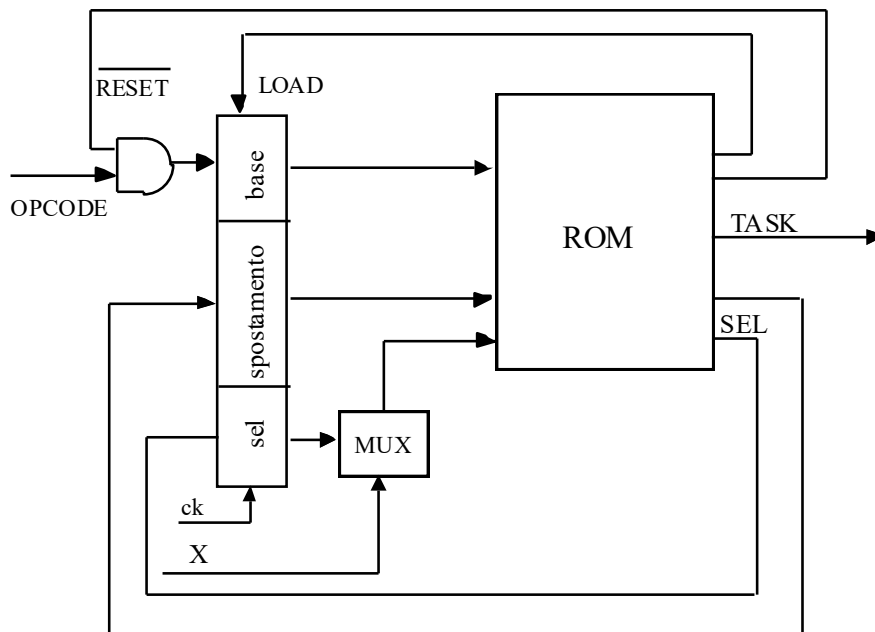 RESET
LOAD
OPCODE
base
ROM
TASK
spostamento
SEL
sel
MUX
ck
X